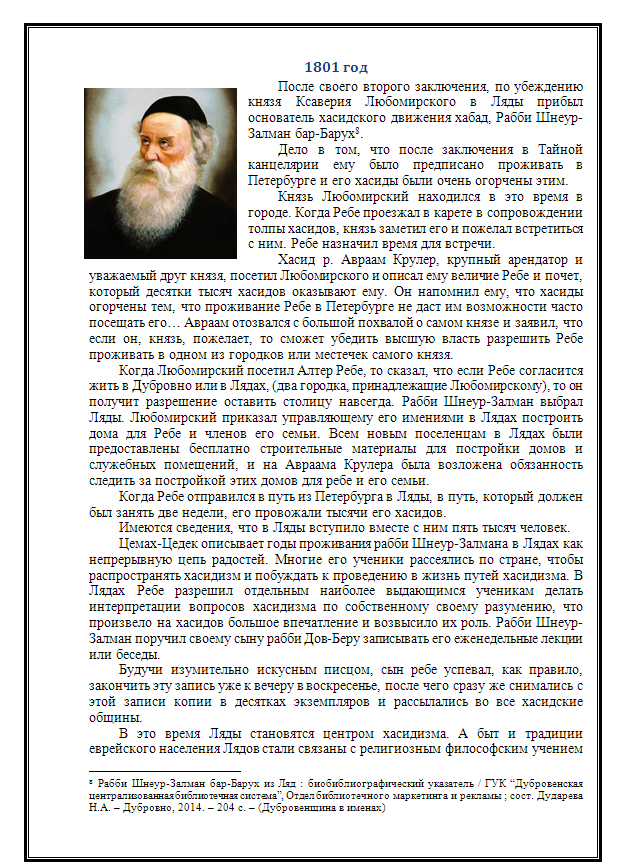 1801 год
После своего второго заключения, по убеждению
князя Ксаверия Любомирского в Ляды прибыл
основатель хасидского движения хабад, Рабби Шнеур-
Залман бар-Барух⁸.
Дело в том, что после заключения в Тайной
канцелярии ему было предписано проживать в
Петербурге и его хасиды были очень огорчены этим.
Князь Любомирский находился в это время в
городе. Когда Ребе проезжал в карете в сопровождении
толпы хасидов, князь заметил его и пожелал встретиться
с ним. Ребе назначил время для встречи.
Хасид р. Авраам Крулер, крупный арендатор и
уважаемый друг князя, посетил Любомирского и описал ему величие Ребе и почет,
который десятки тысяч хасидов оказывают ему. Он напомнил ему, что хасиды
огорчены тем, что проживание Ребе в Петербурге не даст им возможности часто
посещать его… Авраам отозвался с большой похвалой о самом князе и заявил, что
если он, князь, пожелает, то сможет убедить высшую власть разрешить Ребе
проживать в одном из городков или местечек самого князя.
Когда Любомирский посетил Алтер Ребе, то сказал, что если Ребе согласится
жить в Дубровно или в Лядах, (два городка, принадлежащие Любомирскому), то он
получит разрешение оставить столицу навсегда. Рабби Шнеур-Залман выбрал
Ляды. Любомирский приказал управляющему его имениями в Лядах построить
дома для Ребе и членов его семьи. Всем новым поселенцам в Лядах были
предоставлены бесплатно строительные материалы для постройки домов и
служебных помещений, и на Авраама Крулера была возложена обязанность
следить за постройкой этих домов для ребе и его семьи.
Когда Ребе отправился в путь из Петербурга в Ляды, в путь, который должен
был занять две недели, его провожали тысячи его хасидов.
Имеются сведения, что в Ляды вступило вместе с ним пять тысяч человек.
Цемах-Цедек описывает годы проживания рабби Шнеур-Залмана в Лядах как
непрерывную цепь радостей. Многие его ученики рассеялись по стране, чтобы
распространять хасидизм и побуждать к проведению в жизнь путей хасидизма. В
Лядах Ребе разрешил отдельным наиболее выдающимся ученикам делать
интерпретации вопросов хасидизма по собственному своему разумению, что
произвело на хасидов большое впечатление и возвысило их роль. Рабби Шнеур-
Залман поручил своему сыну рабби Дов-Беру записывать его еженедельные лекции
или беседы.
Будучи изумительно искусным писцом, сын ребе успевал, как правило,
закончить эту запись уже к вечеру в воскресенье, после чего сразу же снимались с
этой записи копии в десятках экземпляров и рассылались во все хасидские
общины.
В это время Ляды становятся центром хасидизма. А быт и традиции
еврейского населения Лядов стали связаны с религиозным философским учением
⁸ Рабби Шнеур-Залман бар-Барух из Ляд : биобиблиографический указатель / ГУК “Дубровенская
централизованная библиотечная система”, Отдел библиотечного маркетинга и рекламы ; сост. Дударева
Н.А. – Дубровно, 2014. – 204 с. – (Дубровенщина в именах)